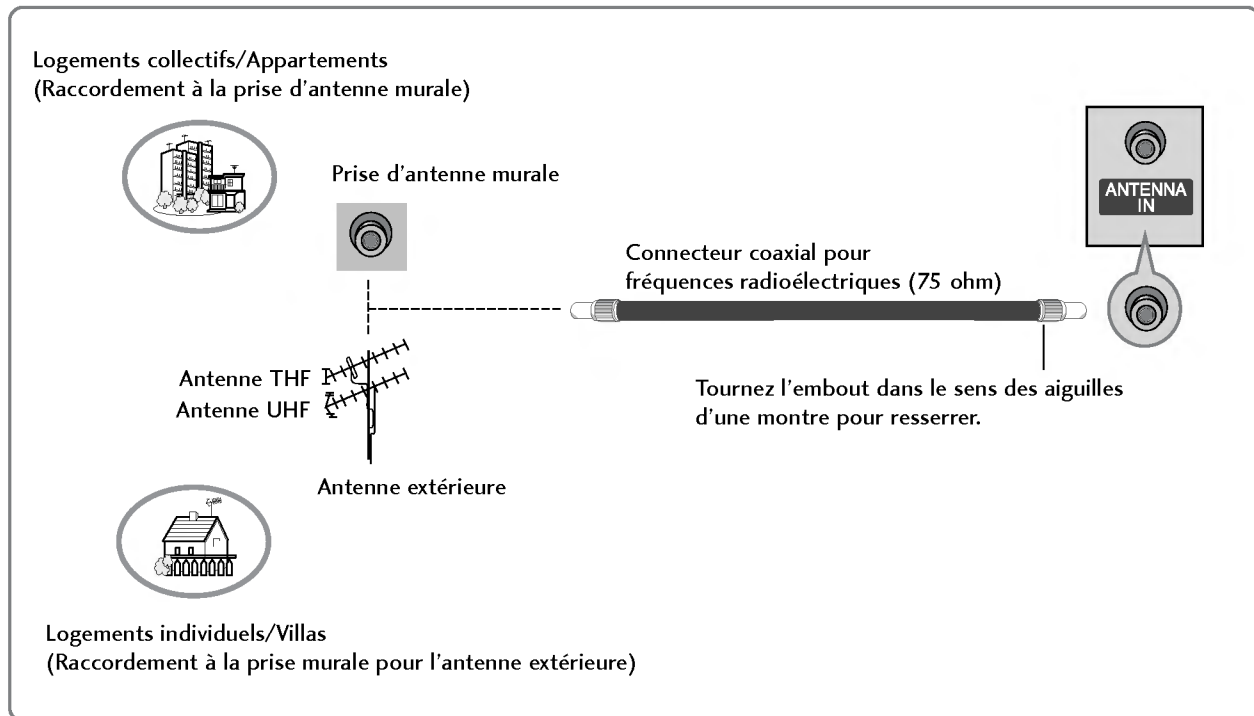 Logements collectifs/Appartements
(Raccordement à la prise d'antenne murale)
Prise d'antenne murale
ANTENNA
IN
Connecteur coaxial pour
fréquences radioélectriques (75 ohm)
Antenne THF
Antenne UHF
Tournez l'embout dans le sens des aiguilles
d'une montre pour resserrer.
Antenne extérieure
Logements individuels/Villas
(Raccordement à la prise murale pour l'antenne extérieure)